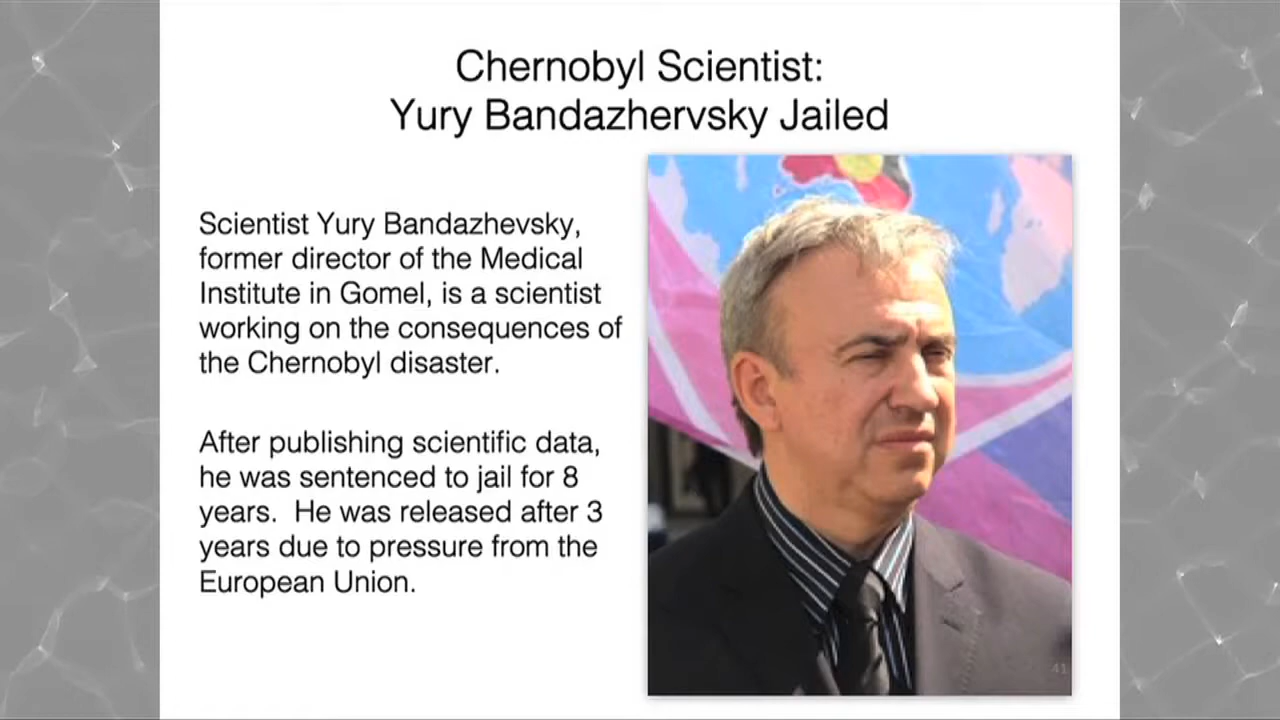 Chernobyl Scientist:
Yury Bandazhervsky Jailed
Scientist Yury Bandazhevsky,
former director of the Medical
Institute in Gomel, is a scientist
working on the consequences of
the Chernobyl disaster.
After publishing scientific data,
he was sentenced to jail for 8
years.  He was released after 3
years due to pressure from the
European Union.
41